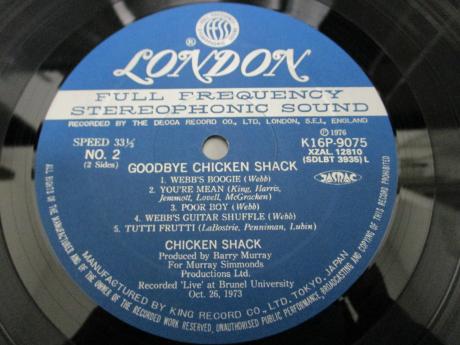 ffss
LONDON
®
FULL FREQUENCY
STEREOPHONIC SOUND
RECORDED BY THE DECCA RECORD CO., LTD., LONDON, S.E.I., ENGLAND
SPEED 33⅓
NO. 2
(2 Sides)
℗ 1976
K16P-9075
XZAL. 12810
(SDLBT 3935) L
JASRAC
GOODBYE CHICKEN SHACK
1. WEBB'S BOOGIE (Webb)
2. YOU'RE MEAN (King, Harris,
Jemmott, Lovell, McGracken)
3. POOR BOY (Webb)
4. WEBB'S GUITAR SHUFFLE (Webb)
5. TUTTI FRUTTI (LaBostrie, Penniman, Lubin)
CHICKEN SHACK
Produced by Barry Murray
For Murray Simmonds
Productions Ltd.
Recorded 'Live' at Brunel University
Oct. 26, 1973
MANUFACTURED BY KING RECORD CO., LTD. TOKYO, JAPAN
ALL RIGHTS OF THE MANUFACTURER AND OF THE OWNER OF THE RECORDED WORK RESERVED. UNAUTHORISED PUBLIC PERFORMANCE, BROADCASTING AND COPYING OF THIS RECORD PROHIBITED